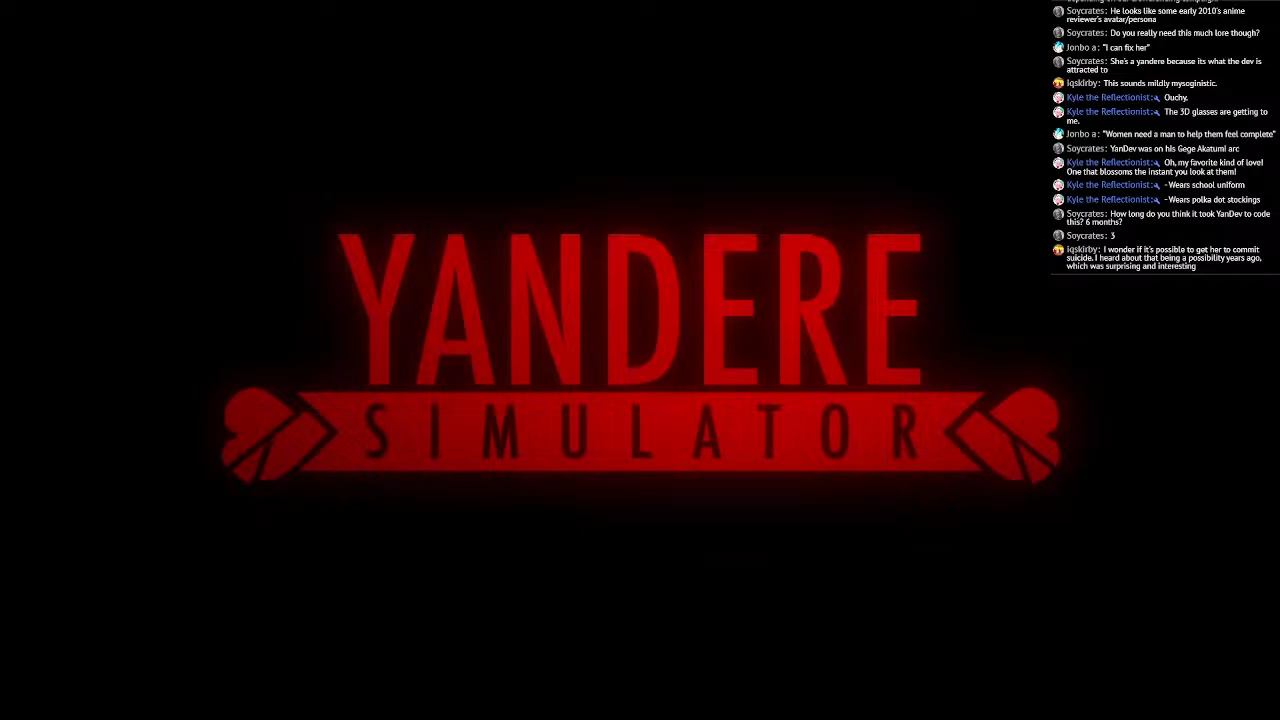 YANDERE
SIMULATOR
Soycrates: He looks like some early 2010's anime
reviewer's avatar/persona
Soycrates: Do you really need this much lore though?
Jonbo a: "I can fix her"
Soycrates: She's a yandere because its what the dev is
attracted to
iqskirby: This sounds mildly mysoginistic.
Kyle the Reflectionist: Ouchy.
Kyle the Reflectionist: The 3D glasses are getting to
me.
Jonbo a: "Women need a man to help them feel complete"
Soycrates: YanDev was on his Gege Akatumi arc
Kyle the Reflectionist: Oh, my favorite kind of love!
One that blossoms the instant you look at them!
Kyle the Reflectionist: - Wears school uniform
Kyle the Reflectionist: - Wears polka dot stockings
Soycrates: How long do you think it took YanDev to code
this? 6 months?
Soycrates: 3
iqskirby: I wonder if it's possible to get her to commit
suicide. I heard about that being a possibility years ago,
which was surprising and interesting